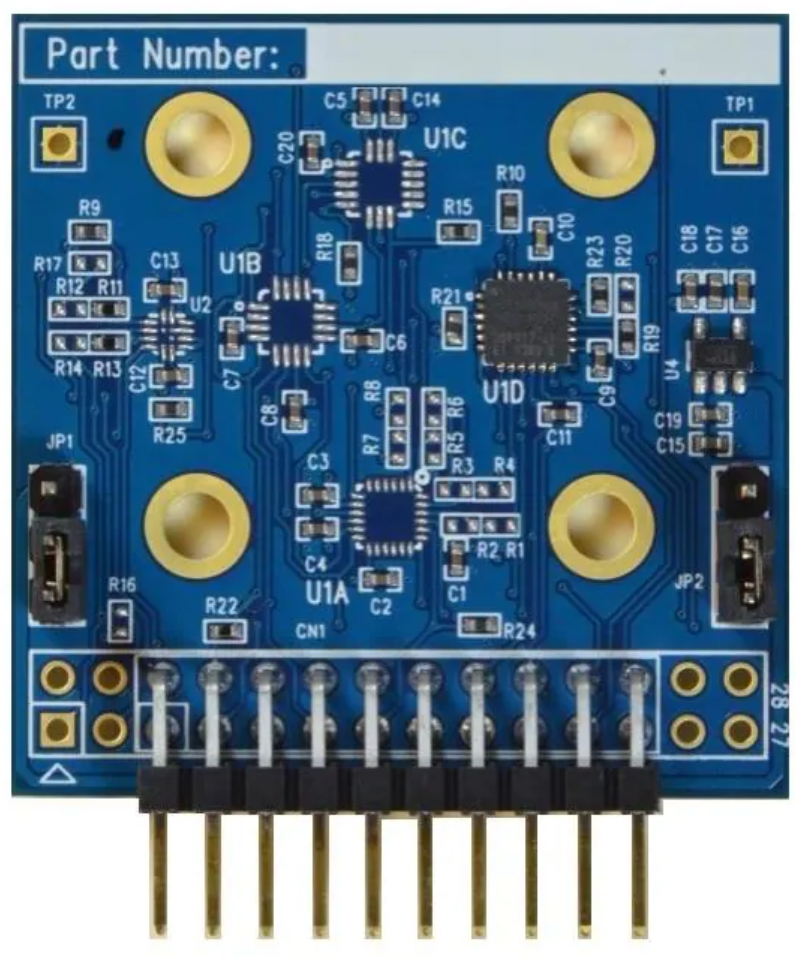 Part Number:
TP2
C5
C14
TP1
C20
U1C
R9
R10
R15
C10
R17
C13
U1B
R18
R23
R20
C18
C17
C16
R12
R11
U2
R21
R14
R13
C7
C6
R19
U4
C12
R25
C8
R8
R6
U1D
C9
C11
C19
R7
R5
C15
JP1
C3
R3
R4
C4
R2
R1
U1A
C2
C1
JP2
R16
R22
CN1
R24
28
27